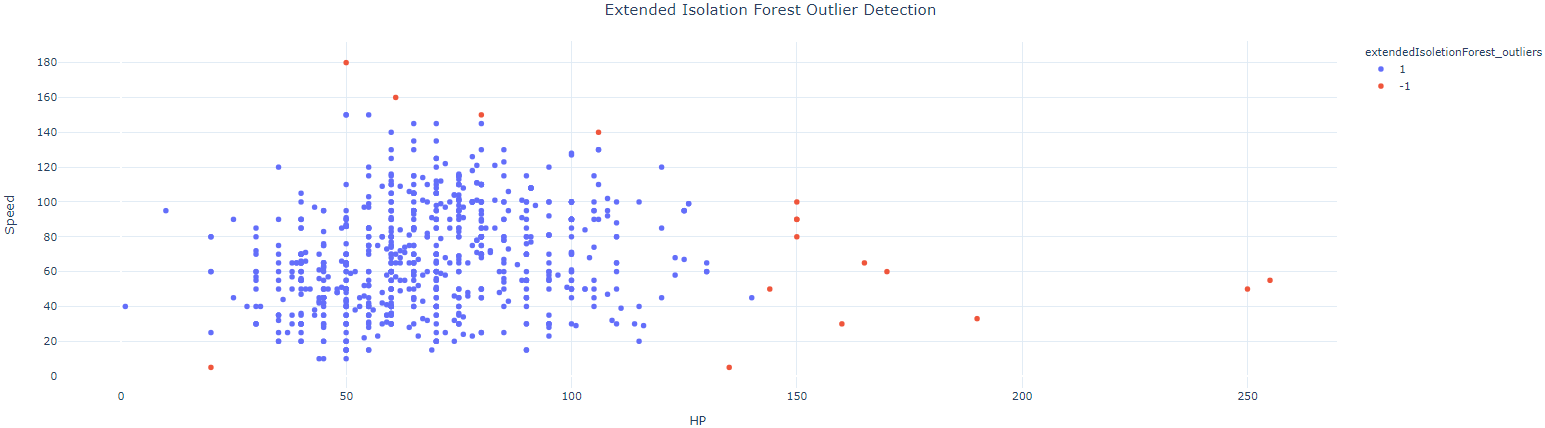 Extended Isolation Forest Outlier Detection
extendedIsoletionForest_outliers
1
-1
Speed
180
160
140
120
100
80
60
40
20
0
0 50 100 150 200 250
HP